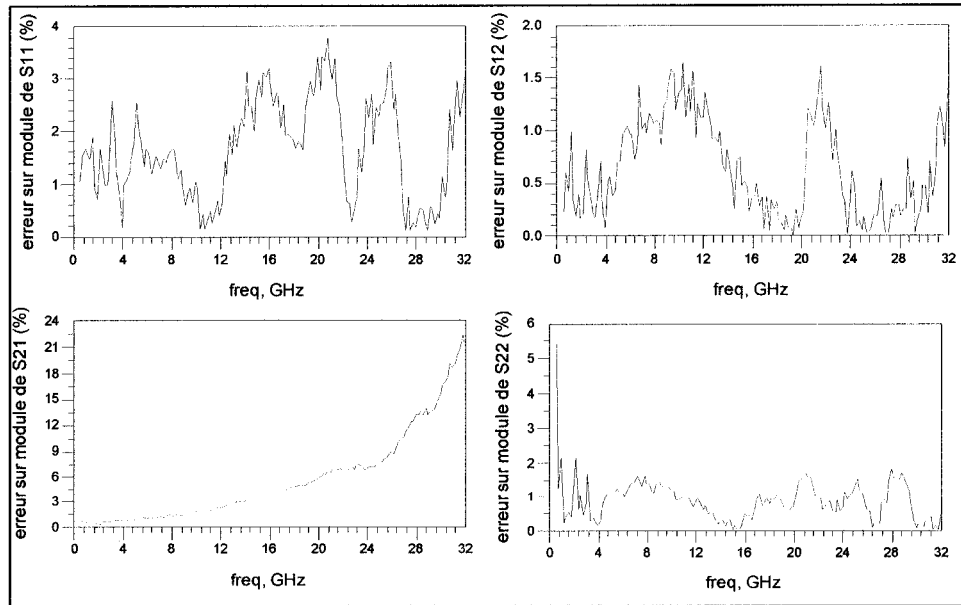 erreur sur module de S11 (%)
4
3
2
1
0
0 4 8 12 16 20 24 28 32
freq, GHz
erreur sur module de S12 (%)
2.0
1.5
1.0
0.5
0.0
0 4 8 12 16 20 24 28 32
freq, GHz
erreur sur module de S21 (%)
24
21
18
15
12
9
6
3
0
0 4 8 12 16 20 24 28 32
freq, GHz
erreur sur module de S22 (%)
6
5
4
3
2
1
0
0 4 8 12 16 20 24 28 32
freq, GHz